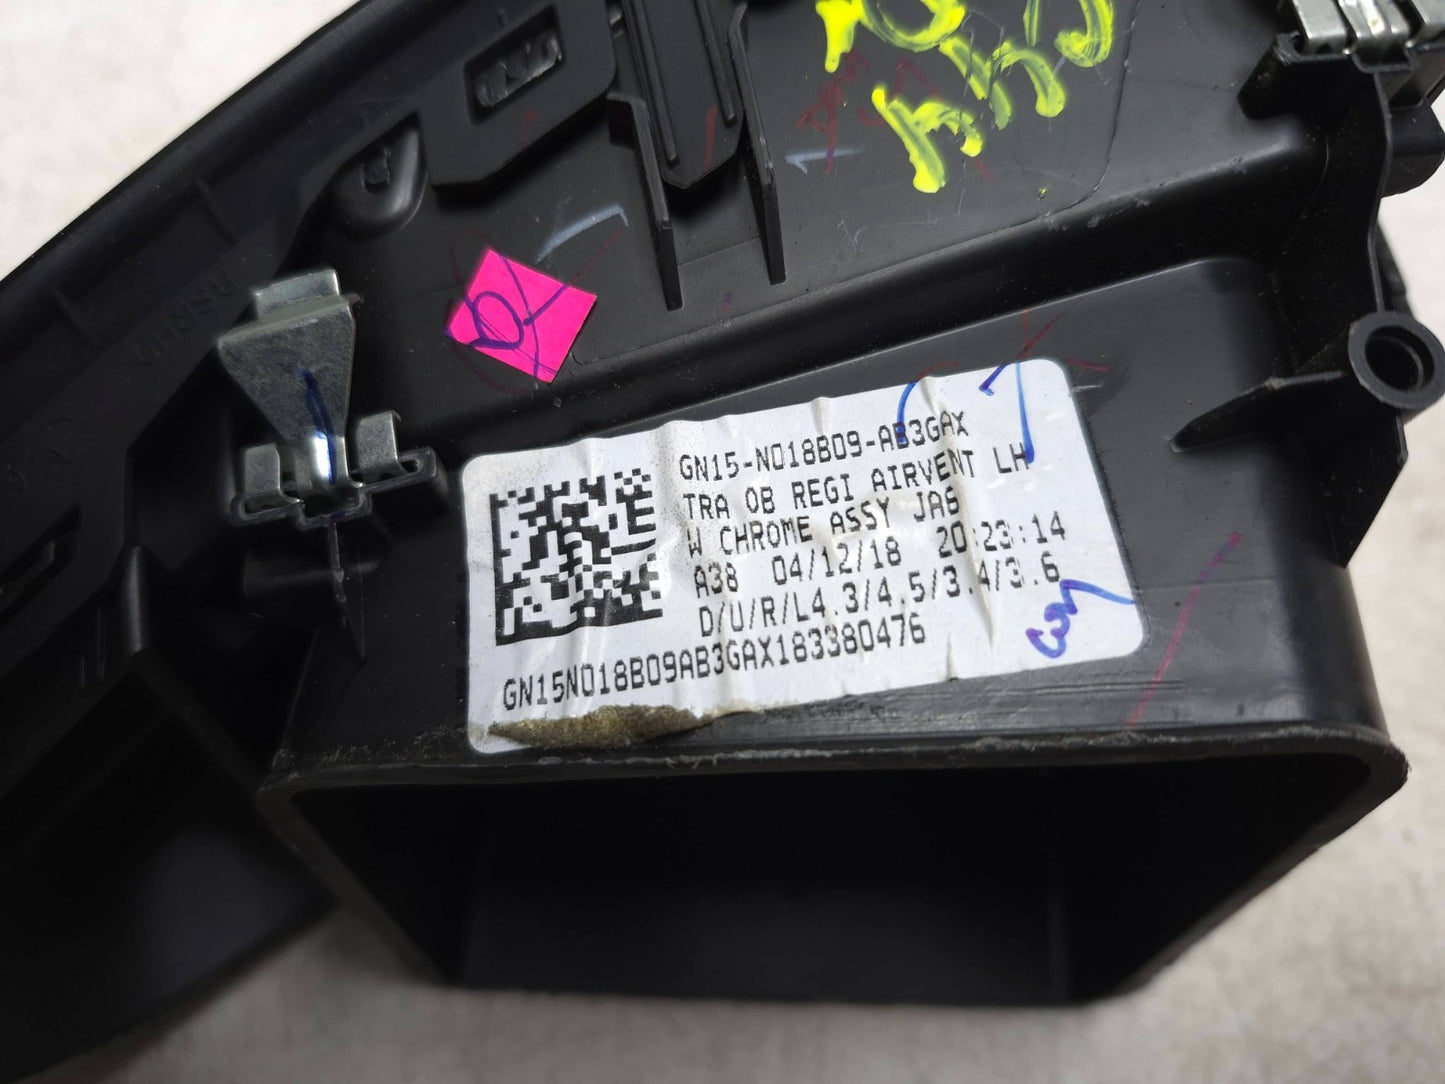 GN15-N018B09-AB3GAX
TRA OB REGI AIRVENT LH
W CHROME ASSY JA6
A38 04/12/18 20:23:14
D/U/R/L4.3/4.5/3.4/3.6
GN15N018B09AB3GAX183380476